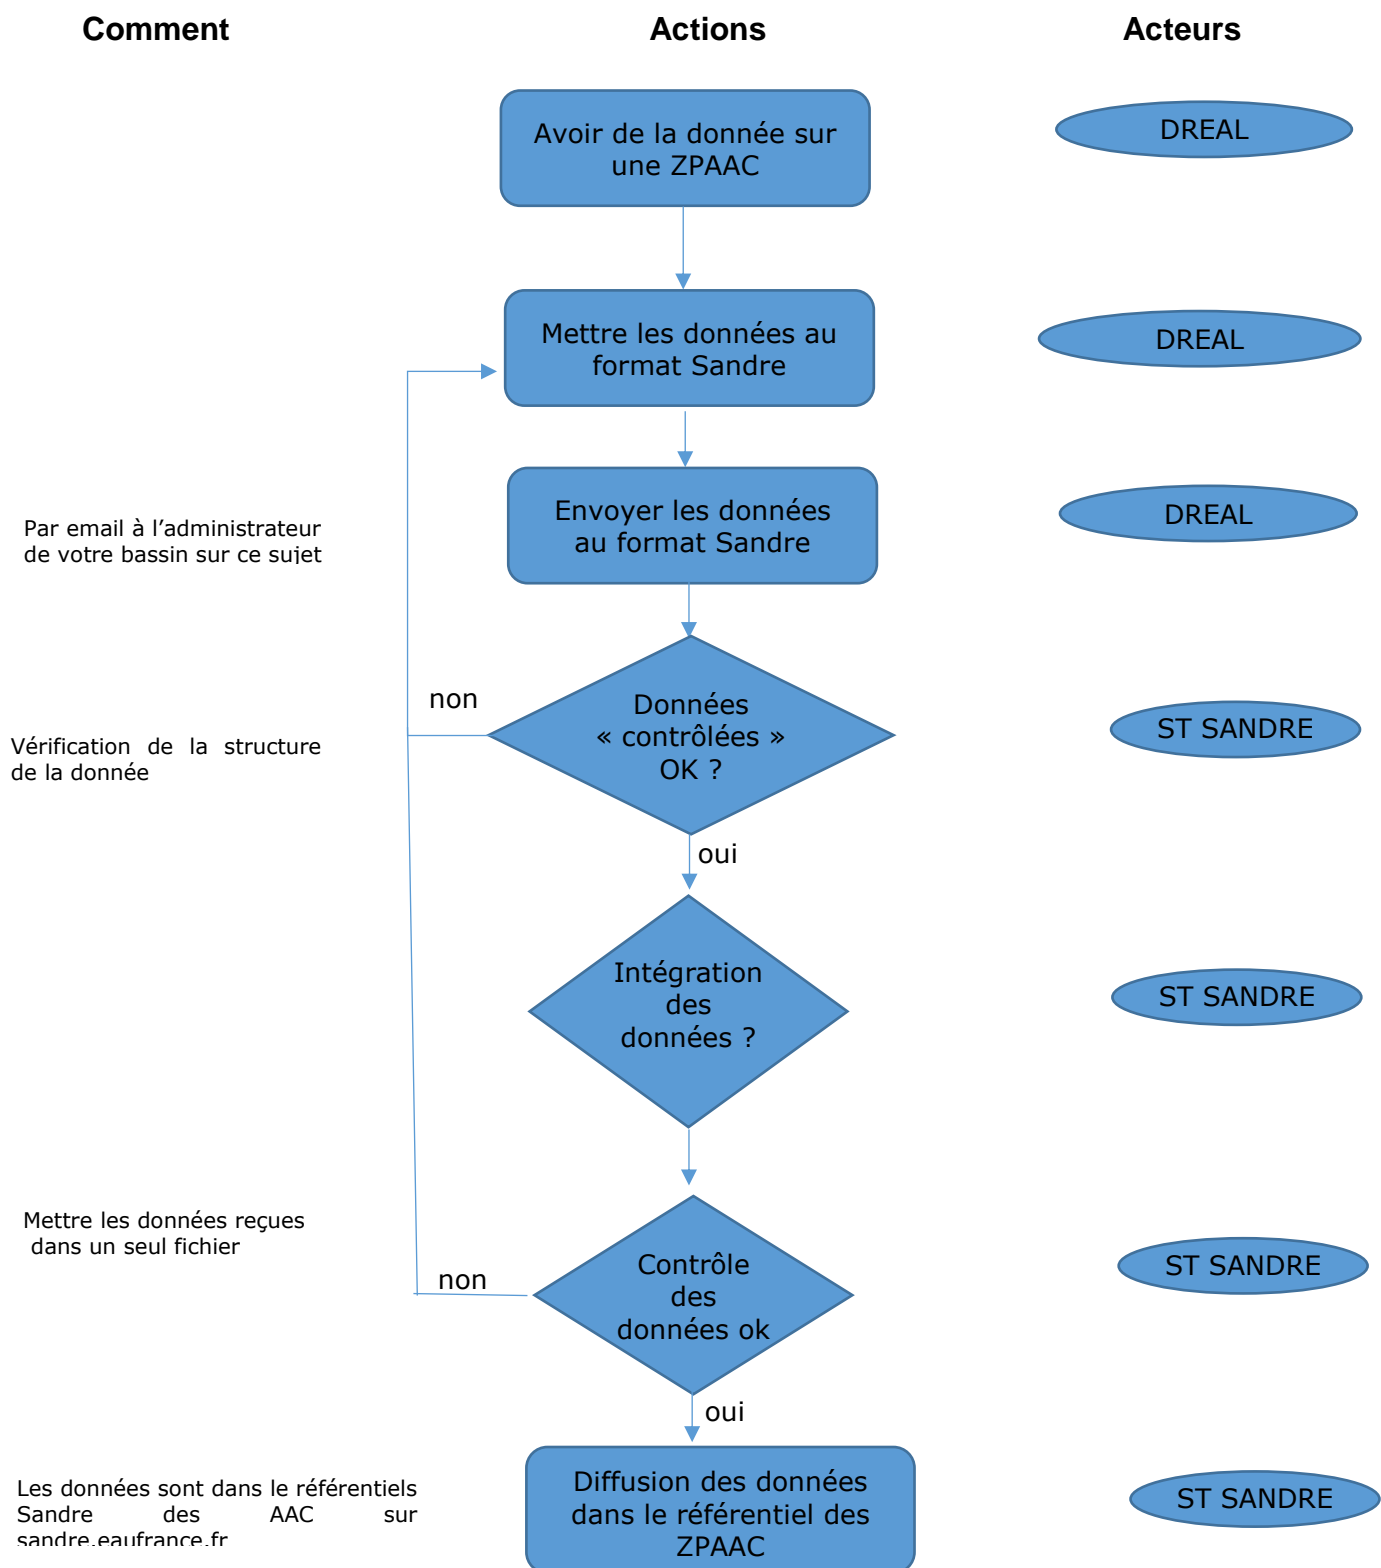 Comment
Actions
Acteurs
Avoir de la donnée sur
une ZPAAC
DREAL
Mettre les données au
format Sandre
DREAL
Par email à l’administrateur
de votre bassin sur ce sujet
Envoyer les données
au format Sandre
DREAL
non
Vérification de la structure
de la donnée
Données
« contrôlées »
OK ?
ST SANDRE
oui
Intégration
des
données ?
ST SANDRE
Mettre les données reçues
dans un seul fichier
non
Contrôle
des
données ok
ST SANDRE
oui
Les données sont dans le référentiels
Sandre des AAC sur
sandre.eaufrance.fr
Diffusion des données
dans le référentiel des
ZPAAC
ST SANDRE